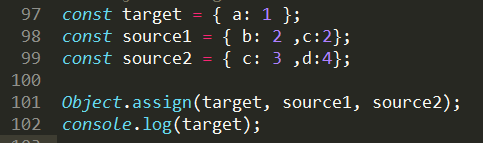 97 const target = { a: 1 };
98 const source1 = { b: 2 ,c:2};
99 const source2 = { c: 3 ,d:4};
100
101 Object.assign(target, source1, source2);
102 console.log(target);